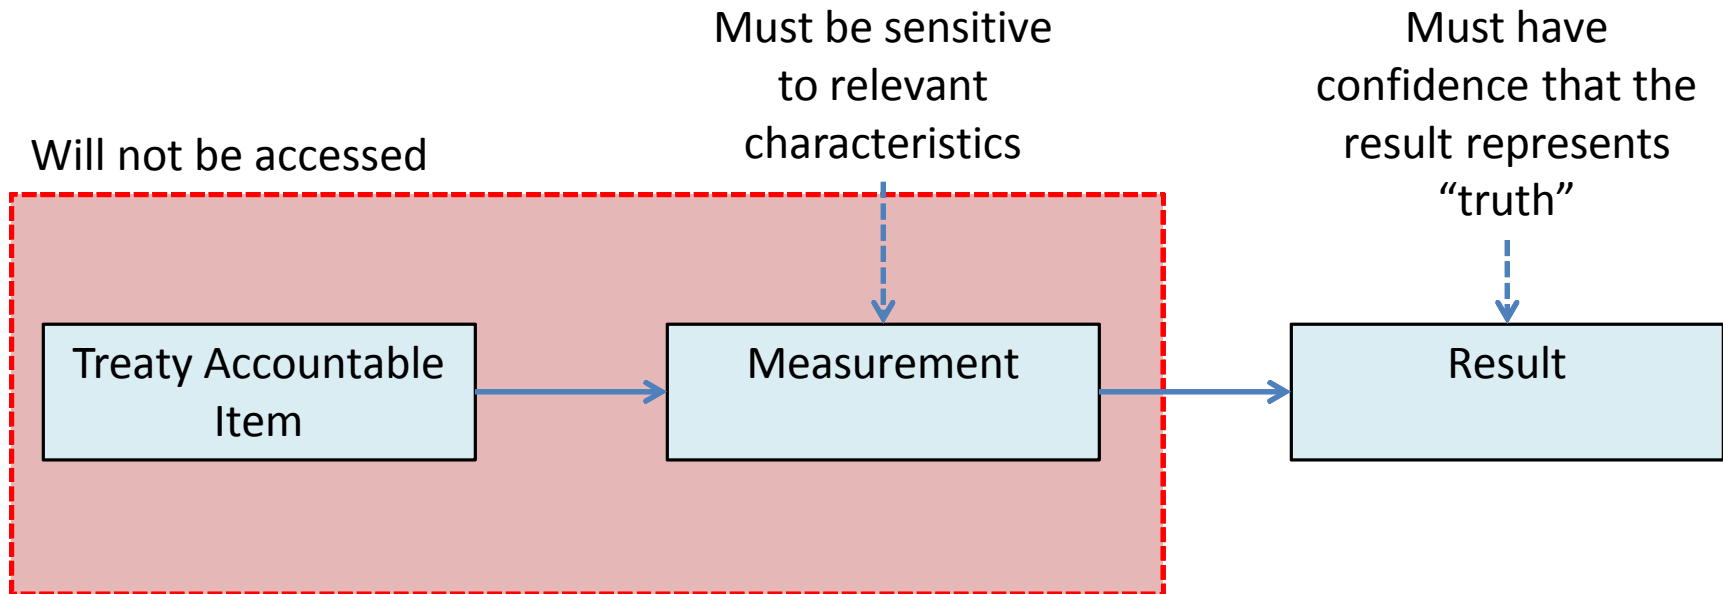 Must be sensitive
to relevant
characteristics
Must have
confidence that the
result represents
“truth”
Will not be accessed
Treaty Accountable
Item
Measurement
Result